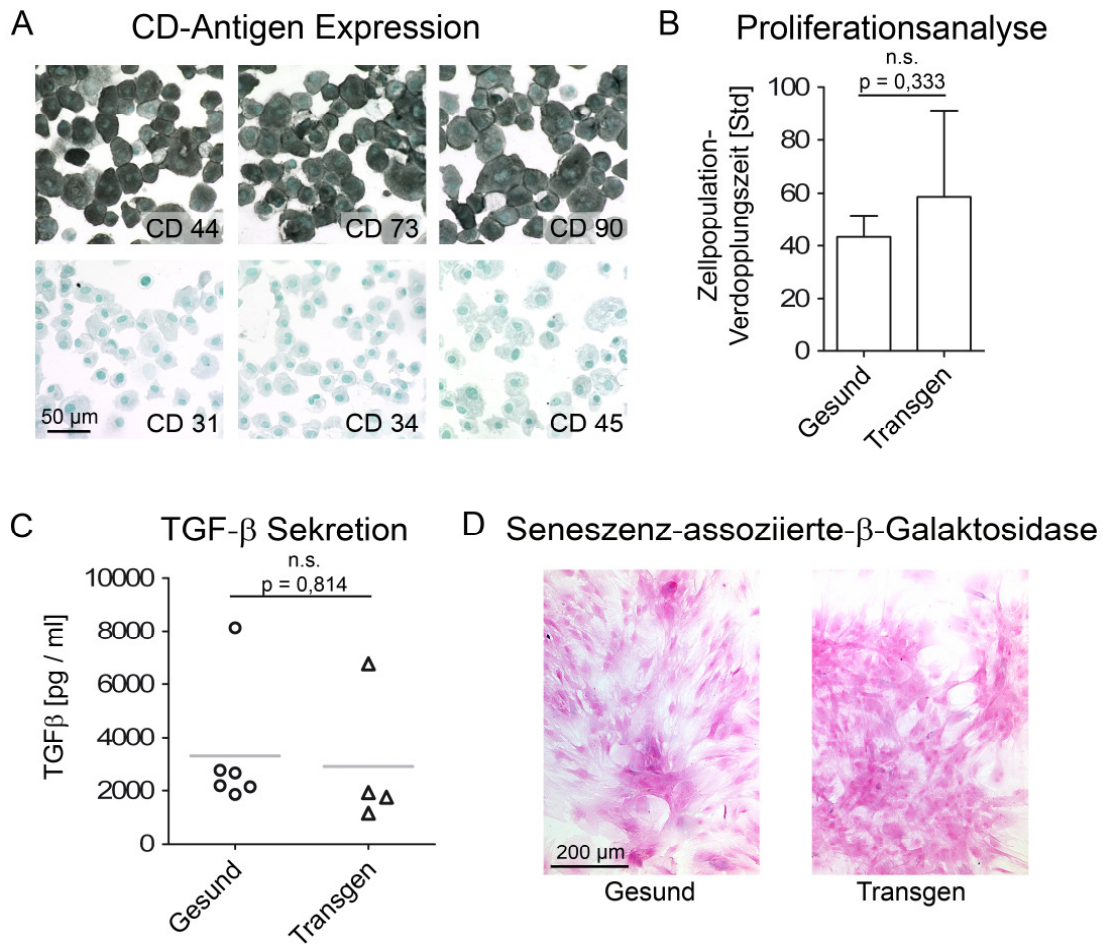 A
CD-Antigen Expression
CD 44
CD 73
CD 90
50 µm
CD 31
CD 34
CD 45
B
Proliferationsanalyse
n.s.
p = 0,333
Zellpopulation-
Verdopplungszeit [Std]
100
80
60
40
20
0
Gesund
Transgen
C
TGF-β Sekretion
n.s.
p = 0,814
TGFβ [pg / ml]
10000
8000
6000
4000
2000
0
Gesund
Transgen
D
Seneszenz-assoziierte-β-Galaktosidase
200 µm
Gesund
Transgen